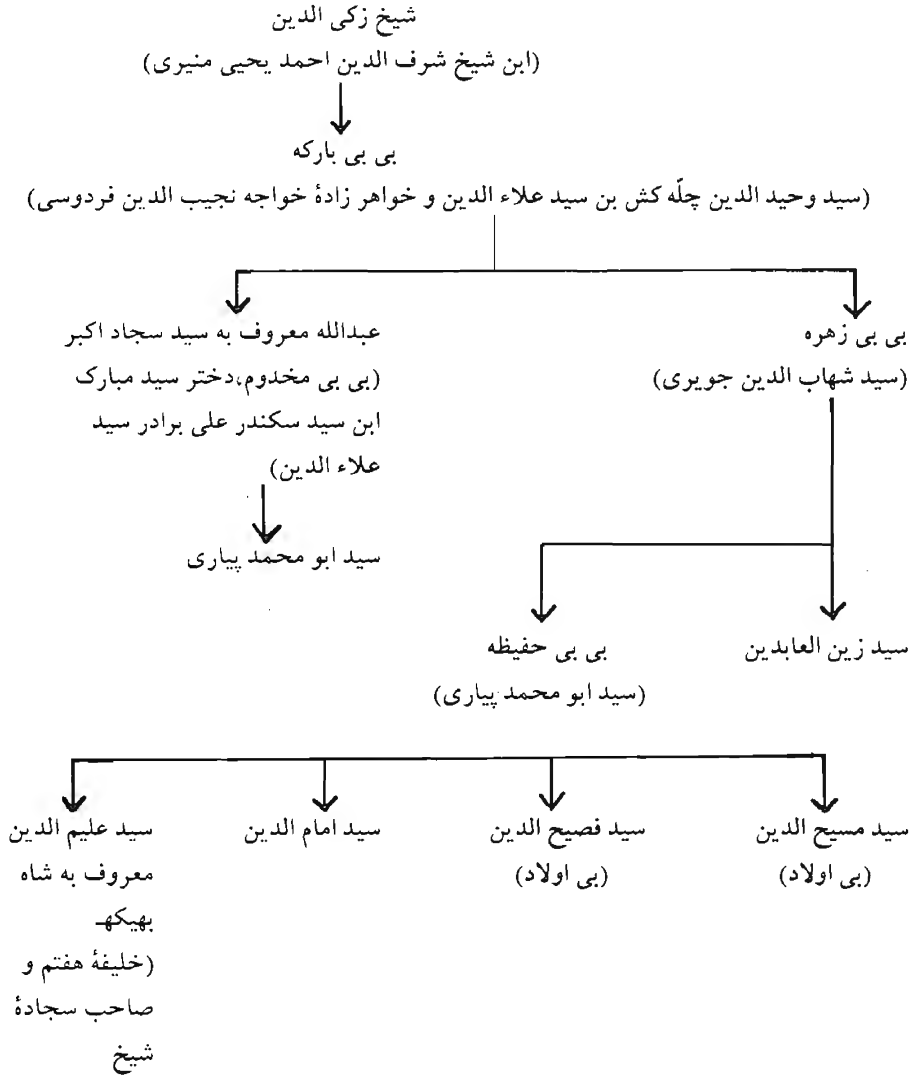 شیخ زکی الدین
(ابن شیخ شرف الدین احمد یحیی منیری)
بی بی بارکه
(سید وحید الدین چلّه کش بن سید علاء الدین و خواهر زادهٔ خواجه نجیب الدین فردوسی)
بی بی زهره
(سید شهاب الدین جویری)
عبدالله معروف به سید سجاد اکبر
(بی بی مخدوم،دختر سید مبارک
ابن سید سکندر علی برادر سید
علاء الدین)
سید ابو محمد پیاری
سید زین العابدین
بی بی حفیظه
(سید ابو محمد پیاری)
سید مسیح الدین
(بی اولاد)
سید فصیح الدین
(بی اولاد)
سید امام الدین
سید علیم الدین
معروف به شاه
بهیکهـ
(خلیفهٔ هفتم و
صاحب سجادهٔ
شیخ